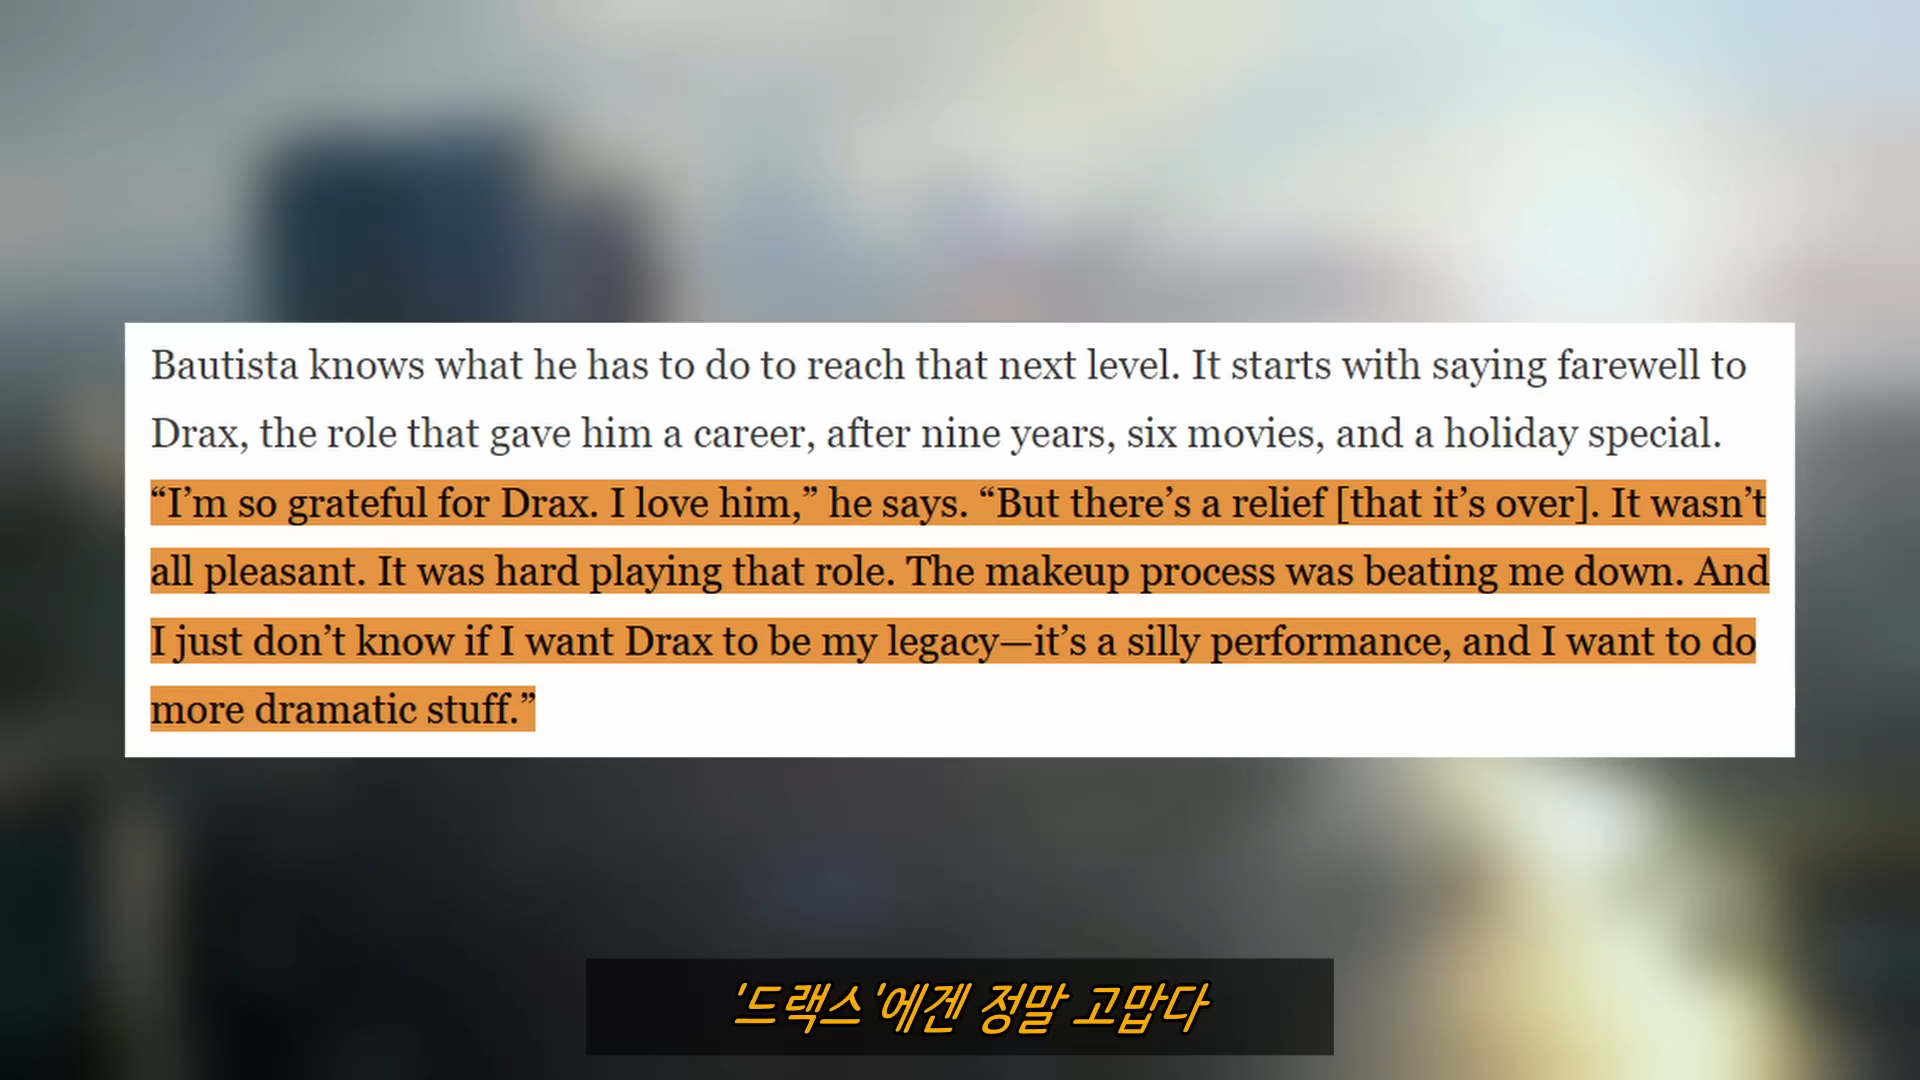 Bautista knows what he has to do to reach that next level. It starts with saying farewell to
Drax, the role that gave him a career, after nine years, six movies, and a holiday special.
“I’m so grateful for Drax. I love him,” he says. “But there’s a relief [that it’s over]. It wasn’t
all pleasant. It was hard playing that role. The makeup process was beating me down. And
I just don’t know if I want Drax to be my legacy—it’s a silly performance, and I want to do
more dramatic stuff.”
'드랙스'에겐 정말 고맙다